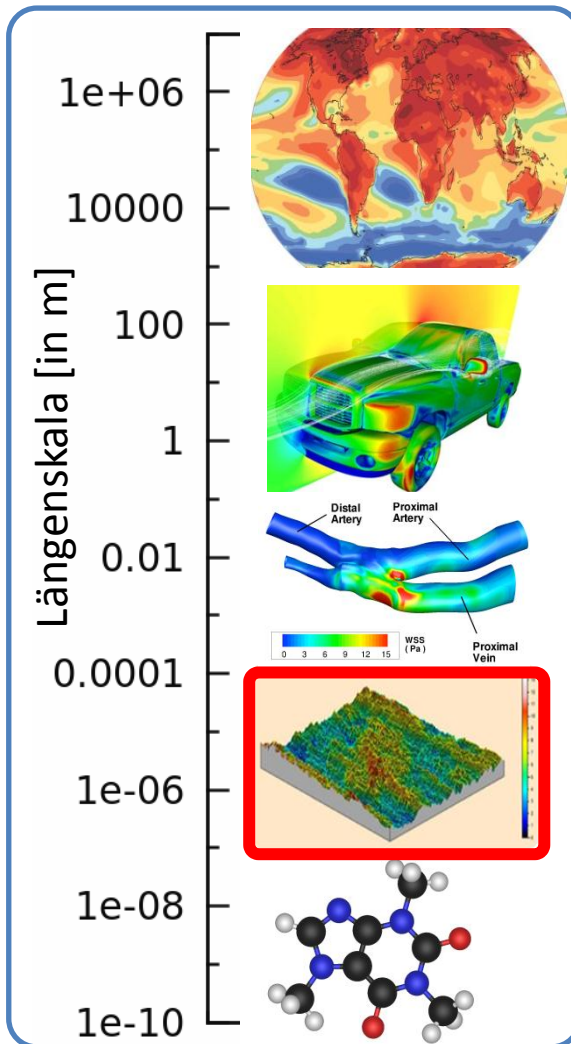 Längenskala [in m]
1e+06
10000
100
1
0.01
0.0001
1e-06
1e-08
1e-10
Distal
Artery
Proximal
Artery
WSS
(Pa)
0 3 6 9 12 15
Proximal
Vein